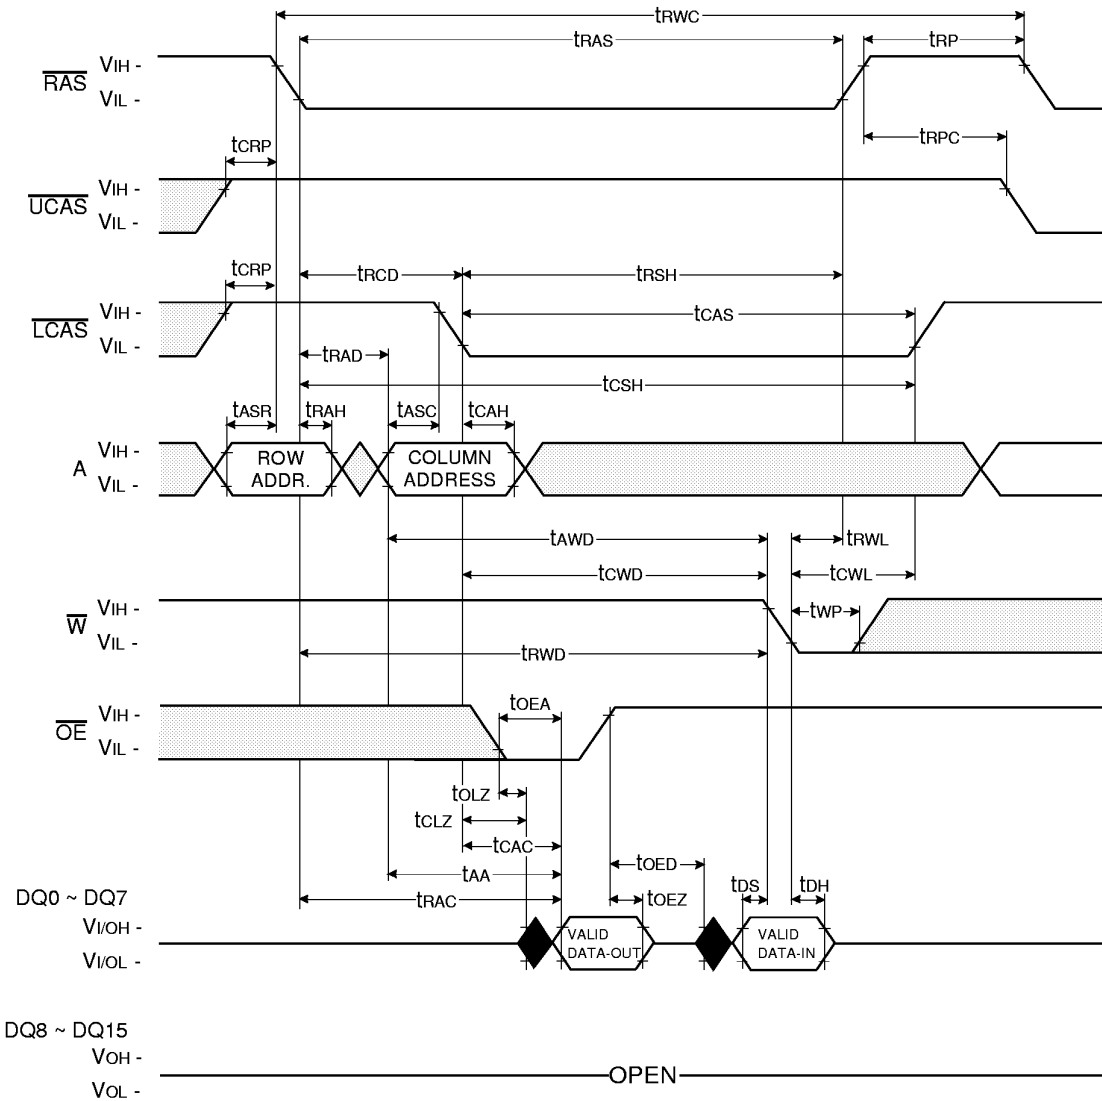 tRWC
tRAS
tRP
RAS
VIH -
VIL -
tCRP
tRPC
UCAS
VIH -
VIL -
tCRP
tRCD
tRSH
LCAS
VIH -
VIL -
tCAS
tRAD
tCSH
tASR
tRAH
tASC
tCAH
A
VIH -
VIL -
ROW
ADDR.
COLUMN
ADDRESS
tAWD
tRWL
tCWD
tCWL
W
VIH -
VIL -
tWP
tRWD
OE
VIH -
VIL -
tOEA
tOLZ
tCLZ
tCAC
tOED
tAA
tRAC
tOEZ
tDS
tDH
DQ0 ~ DQ7
VI/OH -
VI/OL -
VALID
DATA-OUT
VALID
DATA-IN
DQ8 ~ DQ15
VOH -
VOL -
OPEN